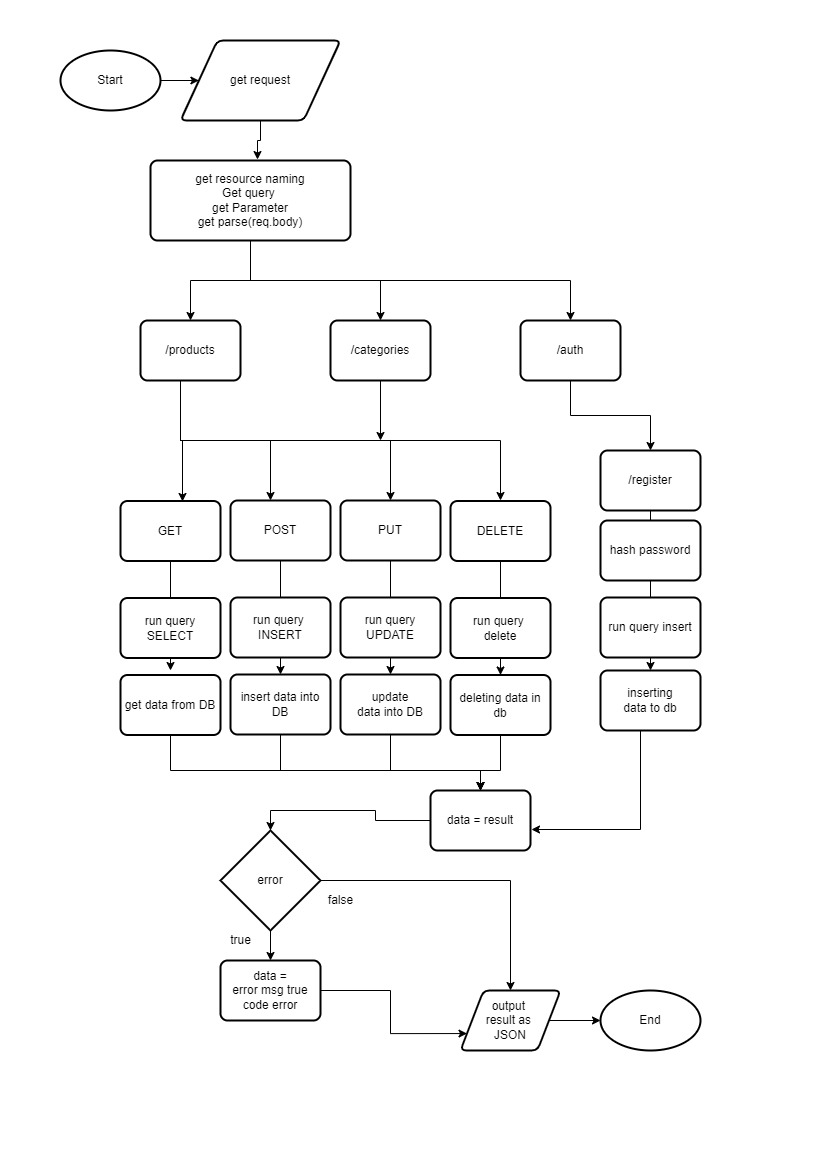 Start
get request
get resource naming
Get query
get Parameter
get parse(req.body)
/products
/categories
/auth
/register
GET
POST
PUT
DELETE
hash password
run query
SELECT
run query
INSERT
run query
UPDATE
run query
delete
run query insert
get data from DB
insert data into
DB
update
data into DB
deleting data in
db
inserting
data to db
data = result
error
false
true
data =
error msg true
code error
output
result as
JSON
End